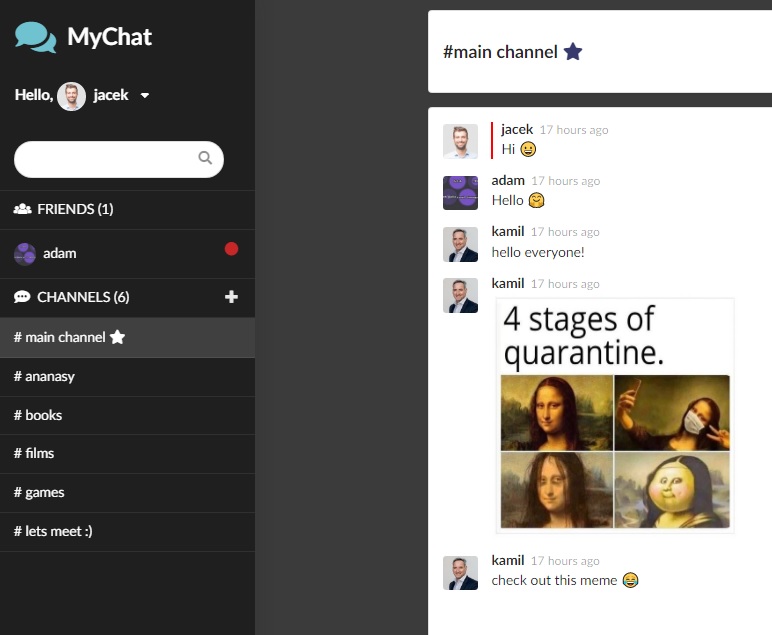 MyChat
Hello, jacek
FRIENDS (1)
adam
CHANNELS (6)
# main channel
# ananasy
# books
# films
# games
# lets meet :)
#main channel
jacek 17 hours ago
Hi 😀
adam 17 hours ago
Hello 🤗
kamil 17 hours ago
hello everyone!
kamil 17 hours ago
4 stages of
quarantine.
kamil 17 hours ago
check out this meme 😂